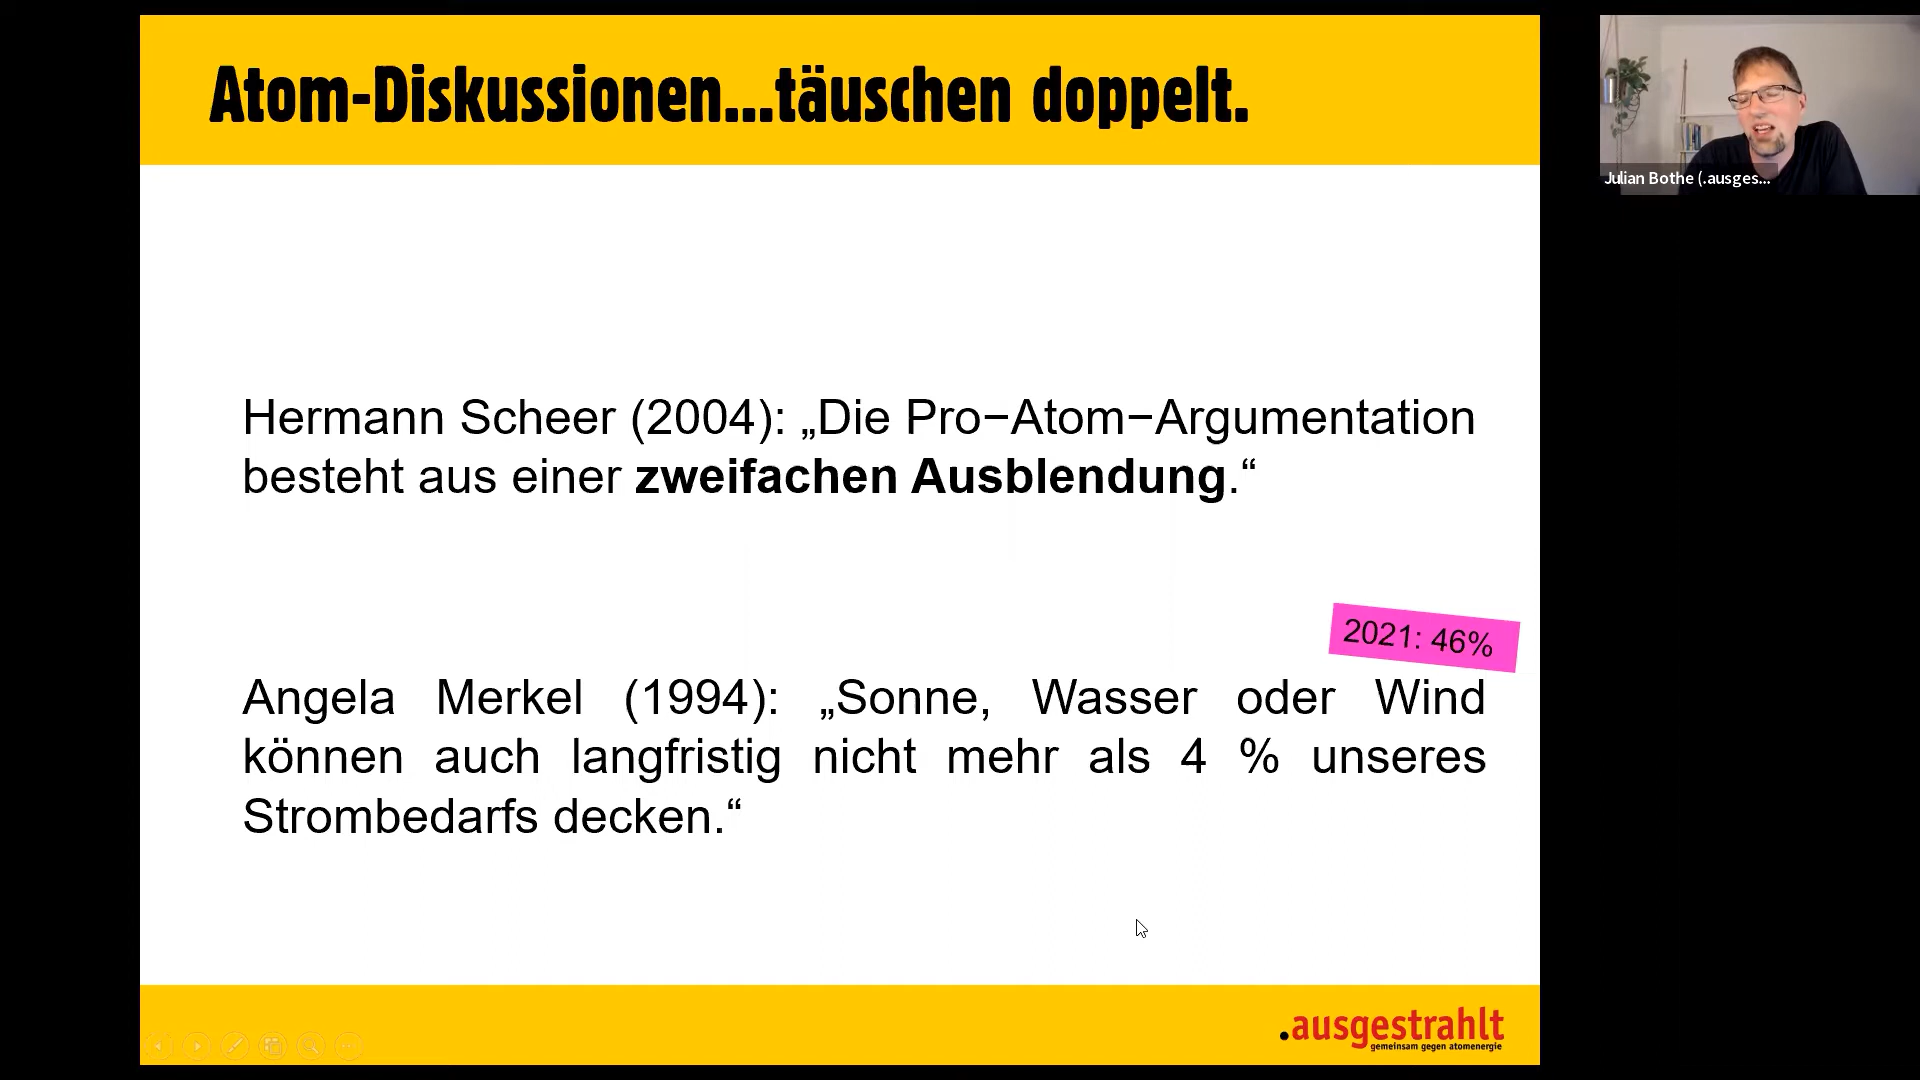 Atom-Diskussionen...täuschen doppelt.
Julian Bothe (.ausges...
Hermann Scheer (2004): „Die Pro−Atom−Argumentation
besteht aus einer zweifachen Ausblendung.“
2021: 46%
Angela Merkel (1994): „Sonne, Wasser oder Wind
können auch langfristig nicht mehr als 4 % unseres
Strombedarfs decken.“
.ausgestrahlt
gemeinsam gegen atomenergie